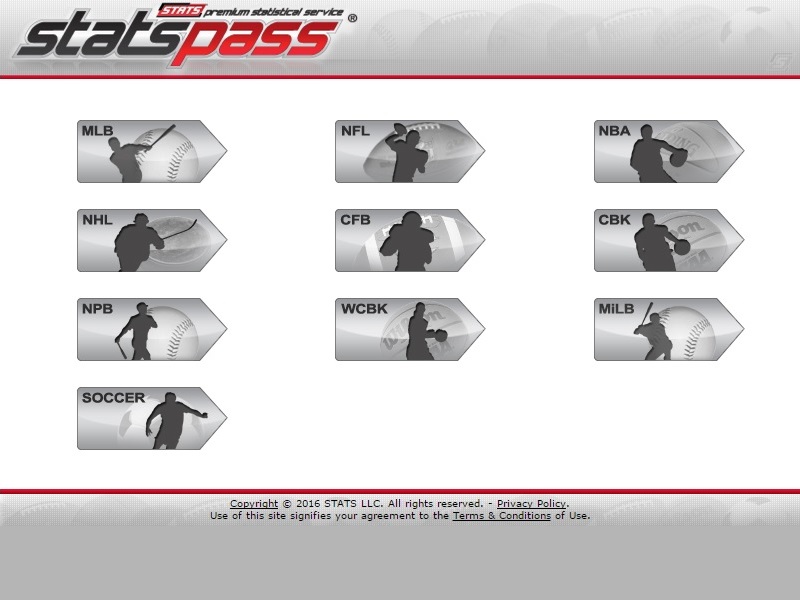 STATS premium statistical service
statspass®
MLB
NFL
NBA
NHL
CFB
CBK
NPB
WCBK
MiLB
SOCCER
Copyright © 2016 STATS LLC. All rights reserved. - Privacy Policy.
Use of this site signifies your agreement to the Terms & Conditions of Use.